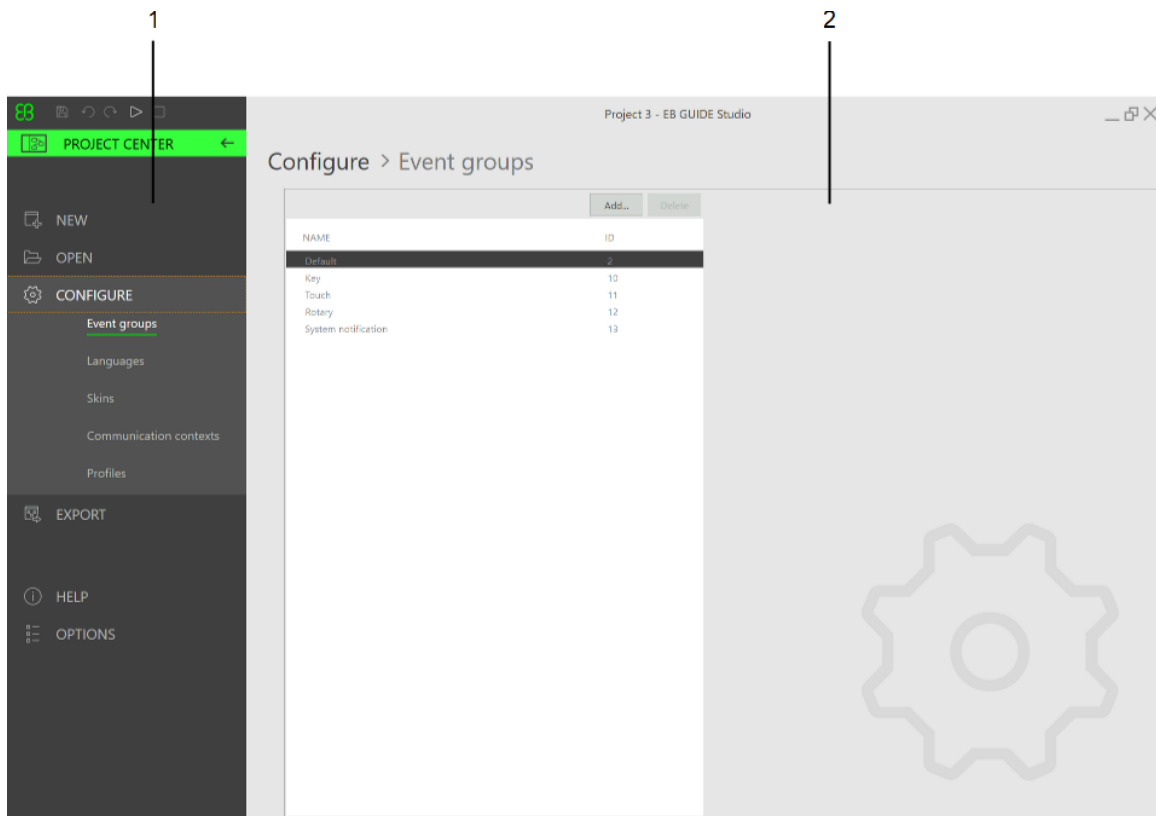 1
2
EB
Project 3 - EB GUIDE Studio
PROJECT CENTER
Configure > Event groups
NEW
OPEN
CONFIGURE
Event groups
Languages
Skins
Communication contexts
Profiles
EXPORT
HELP
OPTIONS
Add... Delete
NAME ID
Default 2
Key 10
Touch 11
Rotary 12
System notification 13